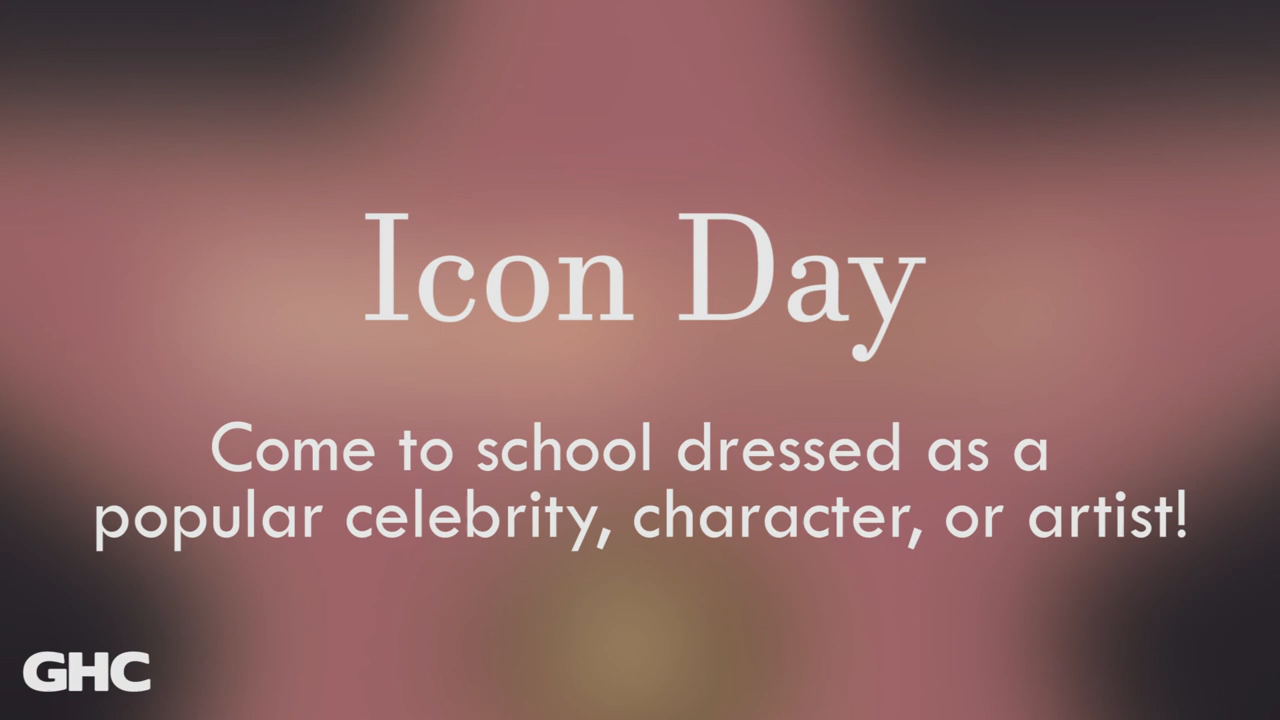 Icon Day
Come to school dressed as a
popular celebrity, character, or artist!
GHC